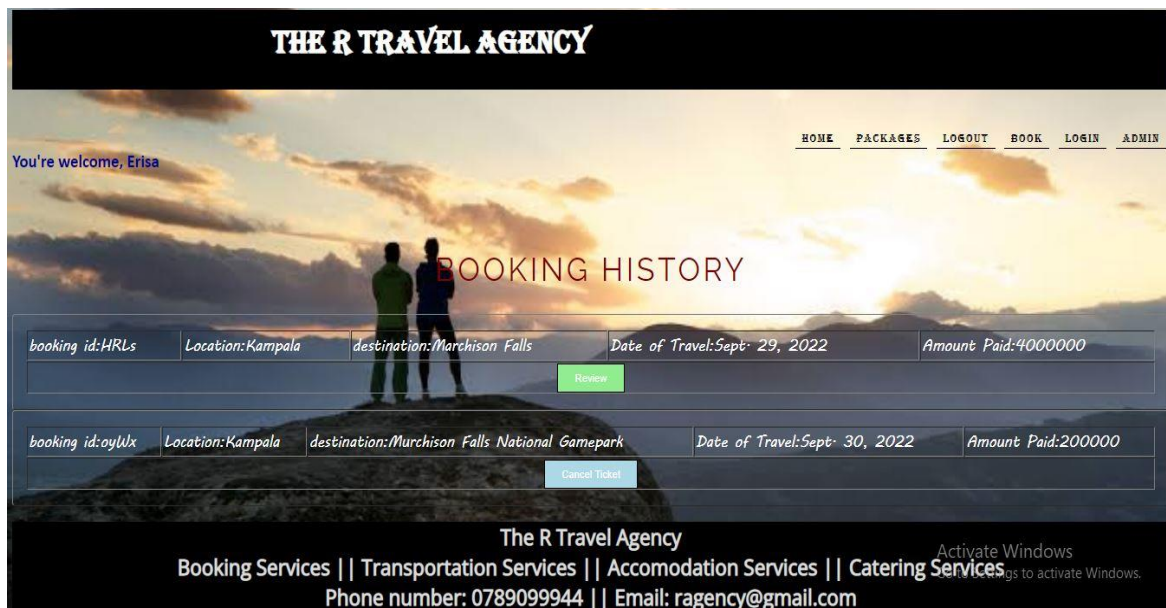 THE R TRAVEL AGENCY
HOME PACKAGES LOGOUT BOOK LOGIN ADMIN
You're welcome, Erisa
BOOKING HISTORY
booking id:HRLs Location:Kampala destination:Marchison Falls Date of Travel:Sept. 29, 2022 Amount Paid:4000000
Review
booking id:oyWx Location:Kampala destination:Murchison Falls National Gamepark Date of Travel:Sept. 30, 2022 Amount Paid:200000
Cancel Ticket
The R Travel Agency
Booking Services || Transportation Services || Accomodation Services || Catering Services
Activate Windows
Go to Settings to activate Windows.
Phone number: 0789099944 || Email: ragency@gmail.com